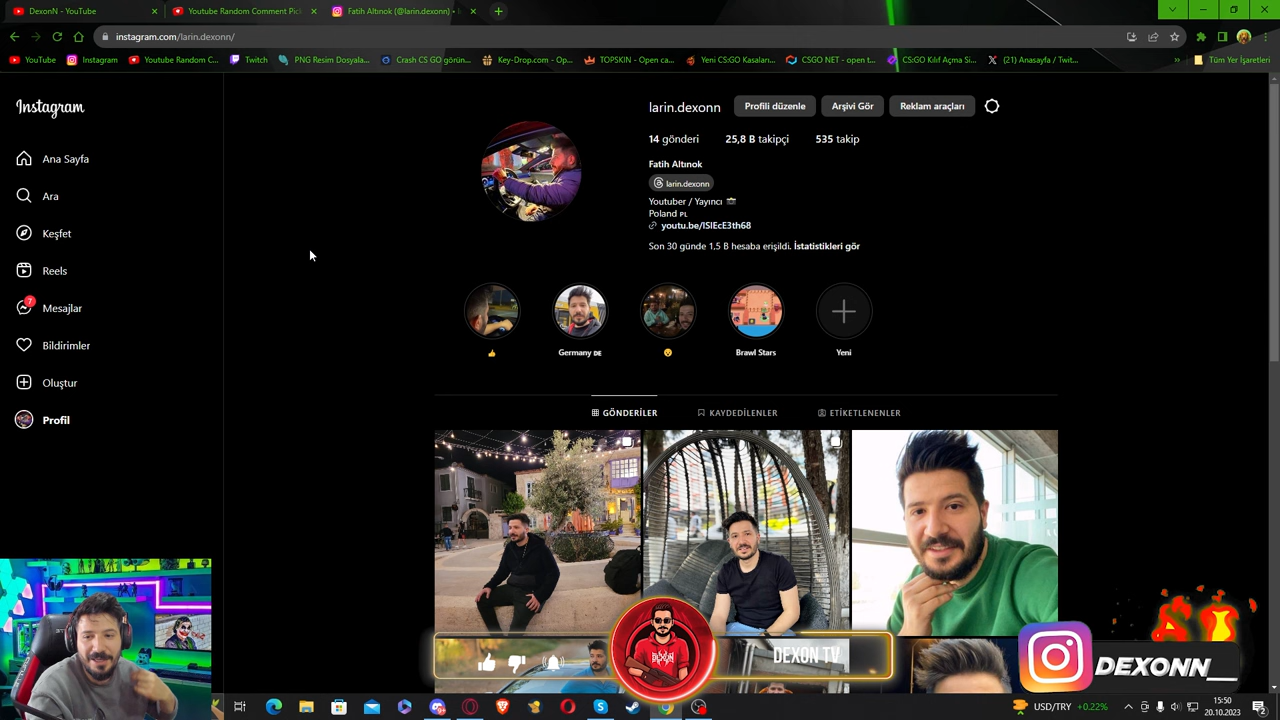 DexonN - YouTube
Youtube Random Comment Pick
Fatih Altınok (@larin.dexonn) •
instagram.com/larin.dexonn/
YouTube
Instagram
Youtube Random C...
Twitch
PNG Resim Dosyala...
Crash CS GO görün...
Key-Drop.com - Op...
TOPSKIN - Open ca...
Yeni CS:GO Kasaları...
CSGO NET - open t...
CS:GO Kılıf Açma Si...
(21) Anasayfa / Twit...
»
Tüm Yer İşaretleri
Instagram
Ana Sayfa
Ara
Keşfet
Reels
7
Mesajlar
Bildirimler
Oluştur
Profil
larin.dexonn
Profili düzenle
Arşivi Gör
Reklam araçları
14 gönderi
25,8 B takipçi
535 takip
Fatih Altınok
larin.dexonn
Youtuber / Yayıncı
Poland PL
youtu.be/lSlEcE3th68
Son 30 günde 1,5 B hesaba erişildi. İstatistikleri gör
Germany DE
Brawl Stars
Yeni
GÖNDERİLER
KAYDEDİLENLER
ETİKETLENENLER
DEXON TV
DEXONN__
USD/TRY +0.22%
15:50
20.10.2023
2